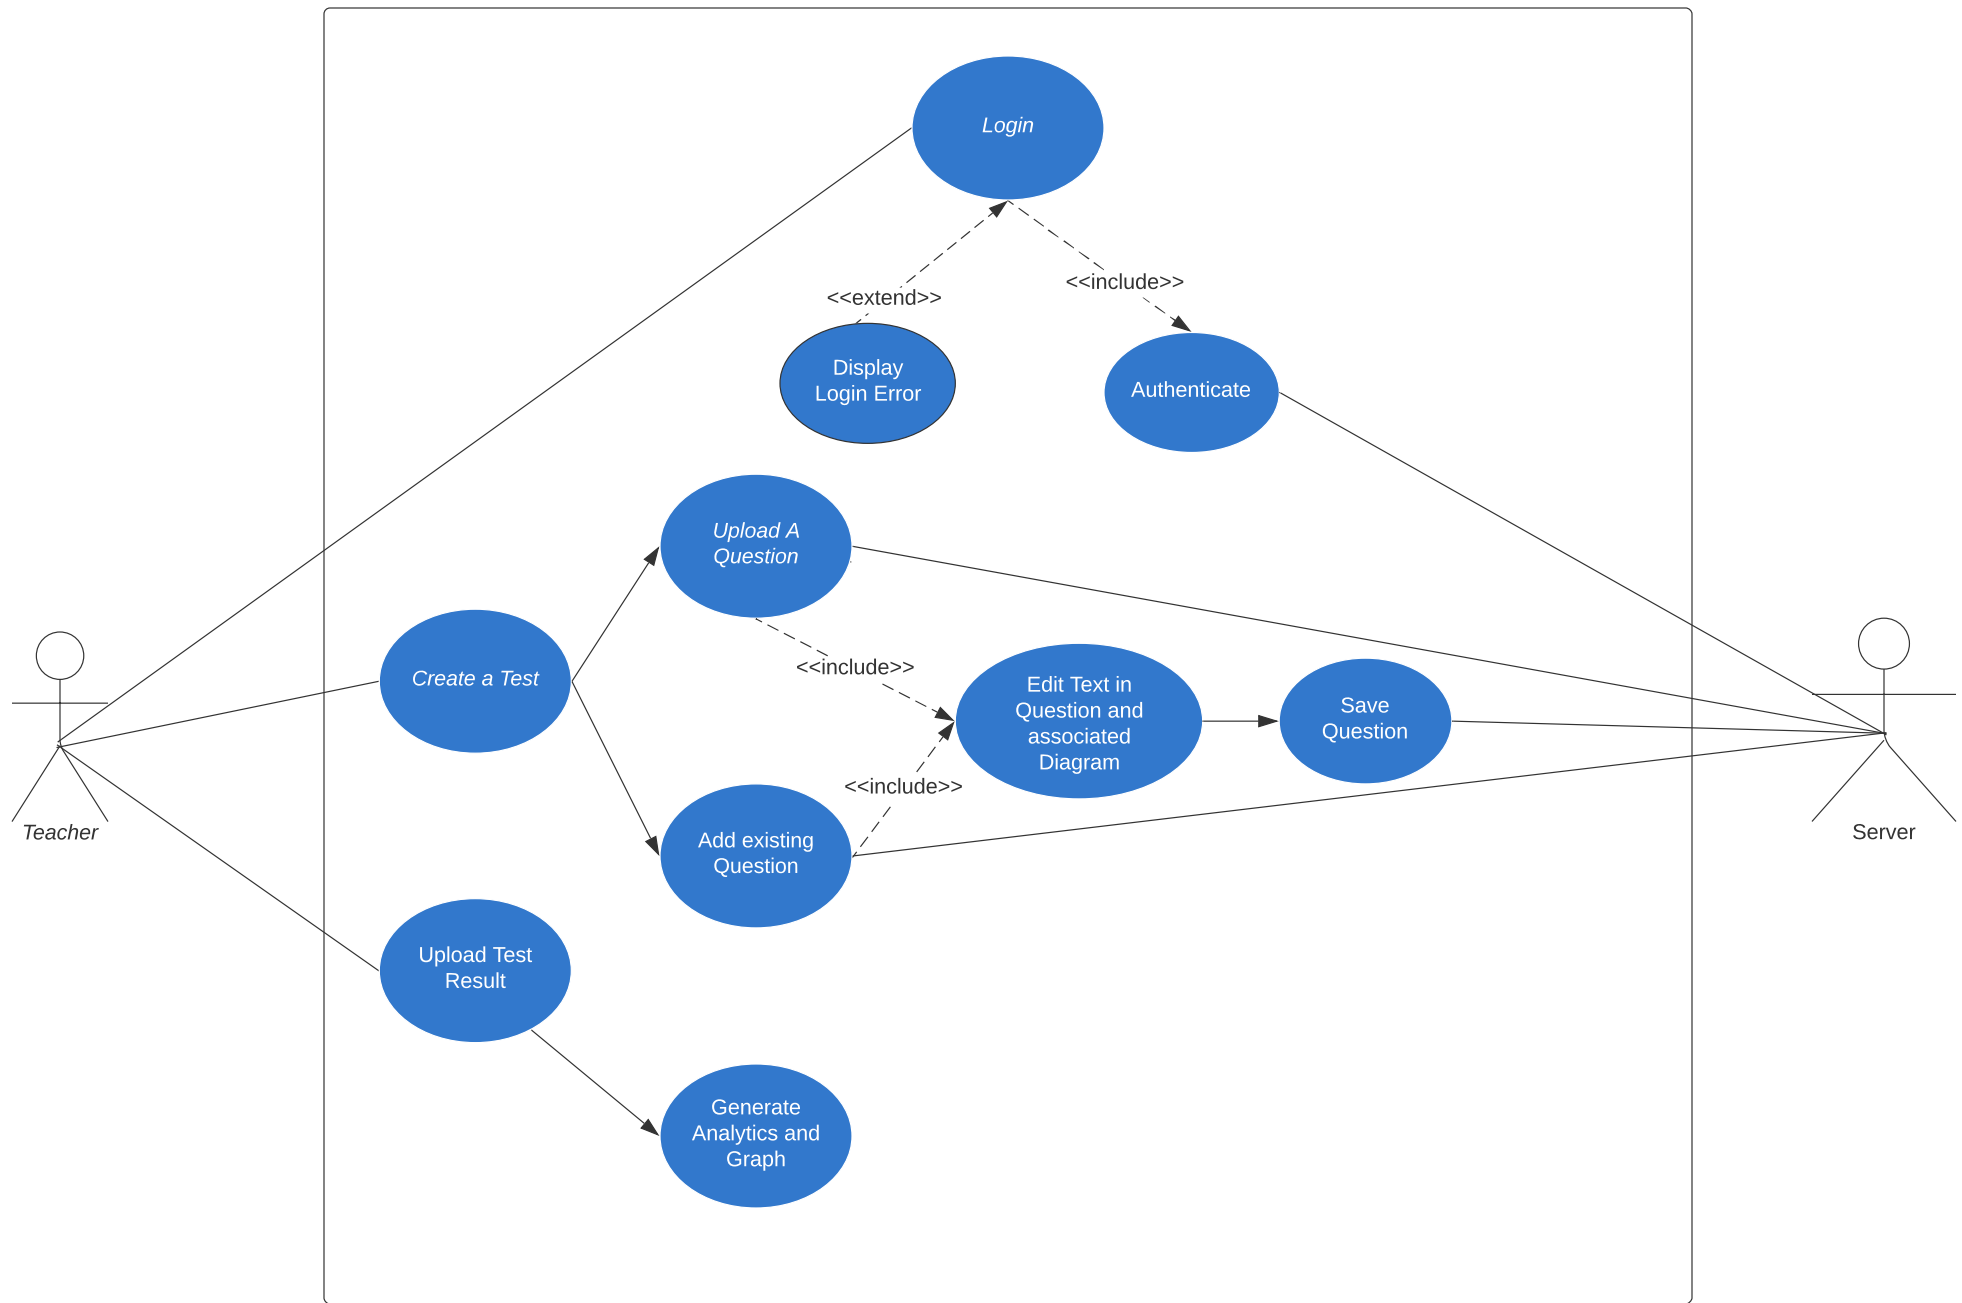 Login
<<include>>
<<extend>>
Display
Login Error
Authenticate
Upload A
Question
<<include>>
Create a Test
Edit Text in
Question and
associated
Diagram
Save
Question
<<include>>
Add existing
Question
Teacher
Server
Upload Test
Result
Generate
Analytics and
Graph